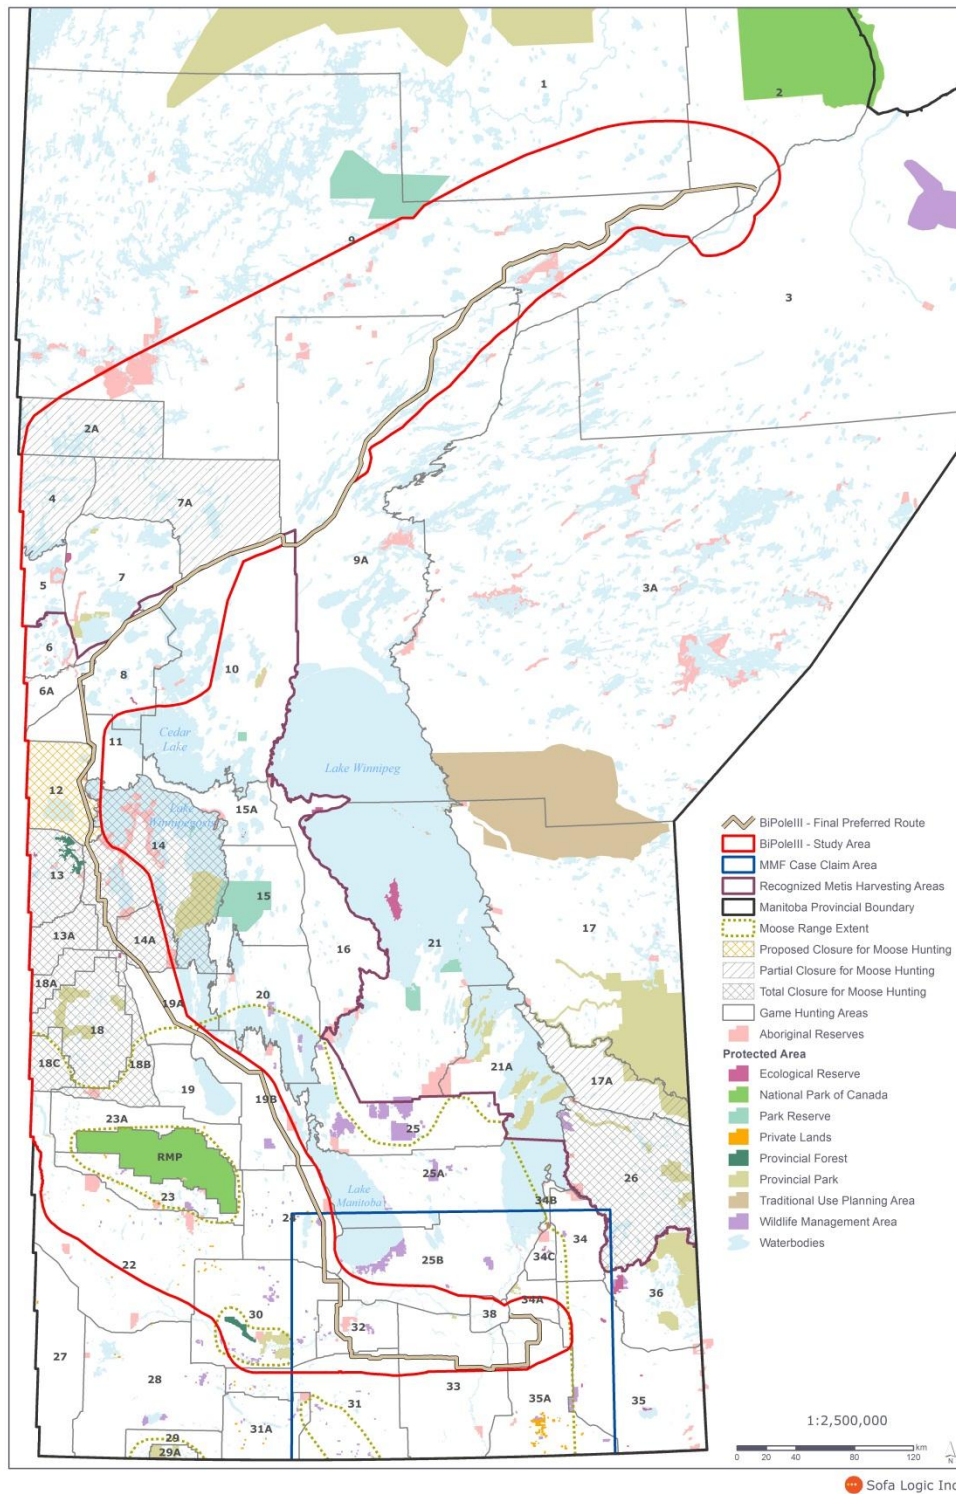 1
2
9
3
2A
4
7A
9A
5
7
3A
6
8
10
6A
11
Cedar
Lake
Lake Winnipeg
12
15A
Lake
Winnipegosis
14
13
15
13A
14A
16
21
17
18A
19A
20
18
18C
18B
19
21A
17A
23A
19B
25
RMP
23
25A
26
Lake
Manitoba
34B
34
22
25B
34C
36
30
34A
38
32
27
28
33
35A
35
31
31A
29
29A
BiPoleIII - Final Preferred Route
BiPoleIII - Study Area
MMF Case Claim Area
Recognized Metis Harvesting Areas
Manitoba Provincial Boundary
Moose Range Extent
Proposed Closure for Moose Hunting
Partial Closure for Moose Hunting
Total Closure for Moose Hunting
Game Hunting Areas
Aboriginal Reserves
Protected Area
Ecological Reserve
National Park of Canada
Park Reserve
Private Lands
Provincial Forest
Provincial Park
Traditional Use Planning Area
Wildlife Management Area
Waterbodies
1:2,500,000
km
0 20 40 80 120
N
Sofa Logic Inc